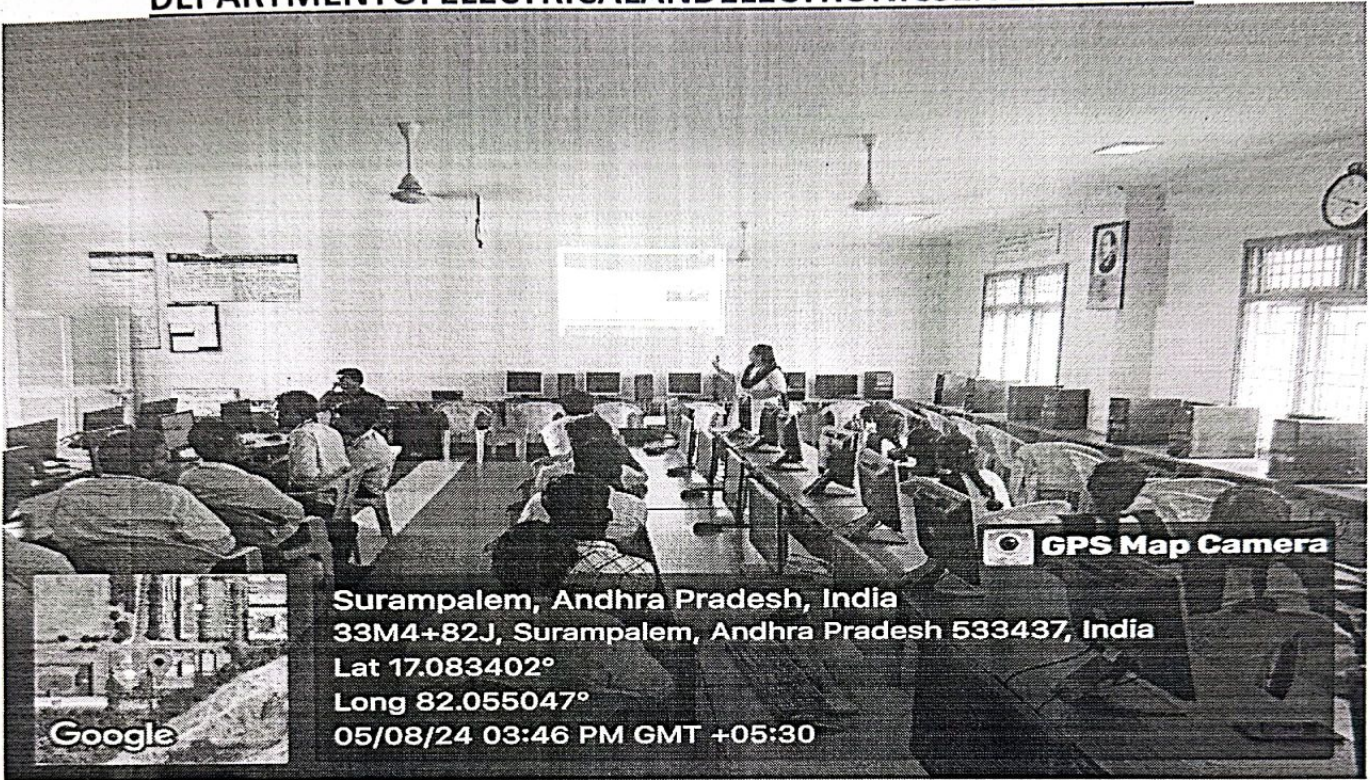 GPS Map Camera
Surampalem, Andhra Pradesh, India
33M4+82J, Surampalem, Andhra Pradesh 533437, India
Lat 17.083402°
Long 82.055047°
05/08/24 03:46 PM GMT +05:30
Google